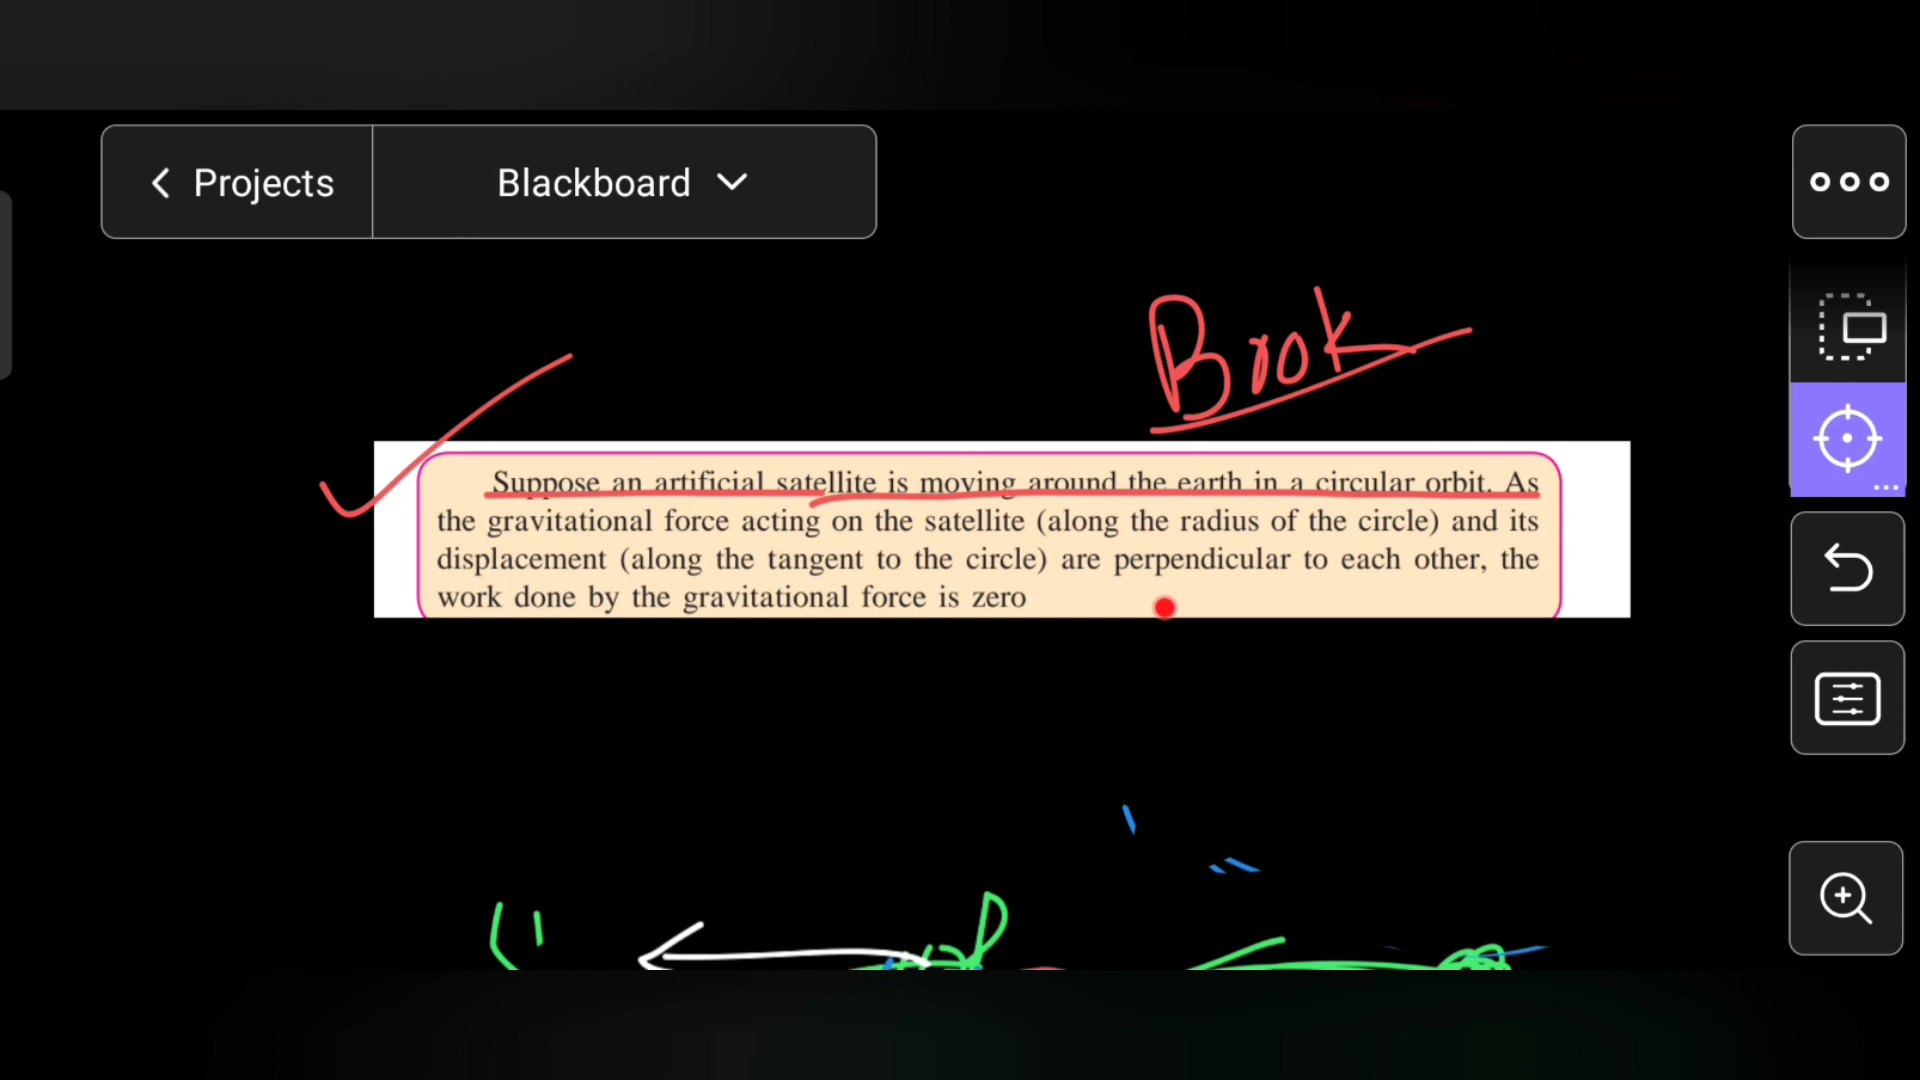 Projects
Blackboard
Book
Suppose an artificial satellite is moving around the earth in a circular orbit. As
the gravitational force acting on the satellite (along the radius of the circle) and its
displacement (along the tangent to the circle) are perpendicular to each other, the
work done by the gravitational force is zero